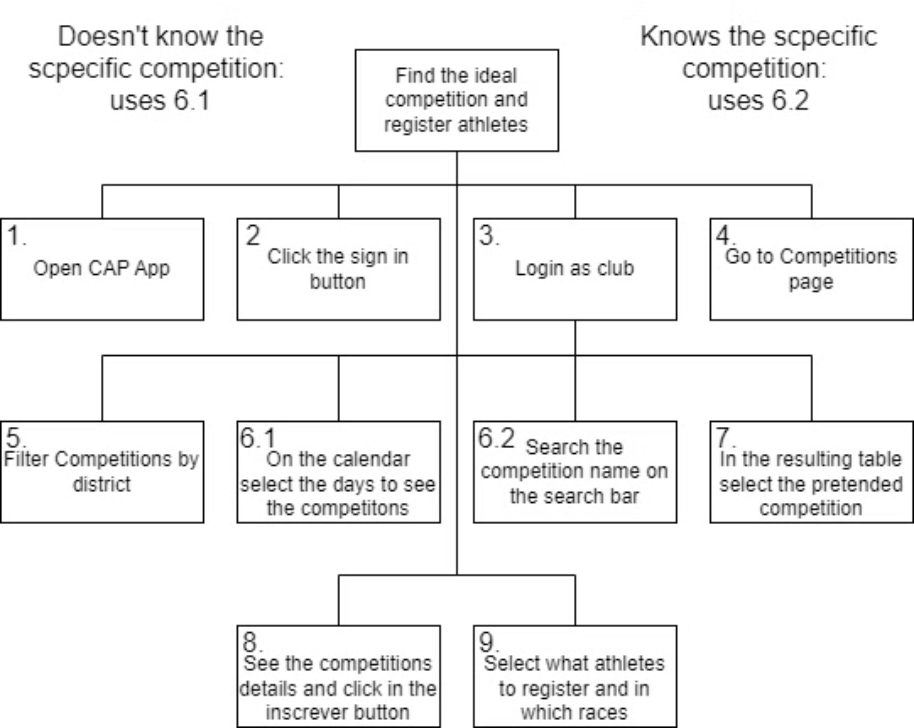 Doesn't know the
scpecific competition:
uses 6.1
Knows the scpecific
competition:
uses 6.2
Find the ideal
competition and
register athletes
1.
Open CAP App
2
Click the sign in
button
3.
Login as club
4.
Go to Competitions
page
5.
Filter Competitions by
district
6.1
On the calendar
select the days to see
the competitons
6.2
Search the
competition name on
the search bar
7.
In the resulting table
select the pretended
competition
8.
See the competitions
details and click in the
inscrever button
9.
Select what athletes
to register and in
which races